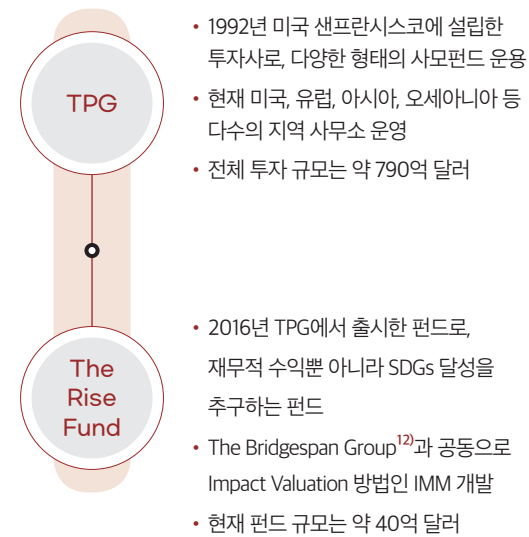 TPG
• 1992년 미국 샌프란시스코에 설립한
투자사로, 다양한 형태의 사모펀드 운용
• 현재 미국, 유럽, 아시아, 오세아니아 등
다수의 지역 사무소 운영
• 전체 투자 규모는 약 790억 달러
The
Rise
Fund
• 2016년 TPG에서 출시한 펀드로,
재무적 수익뿐 아니라 SDGs 달성을
추구하는 펀드
• The Bridgespan Group12)과 공동으로
Impact Valuation 방법인 IMM 개발
• 현재 펀드 규모는 약 40억 달러